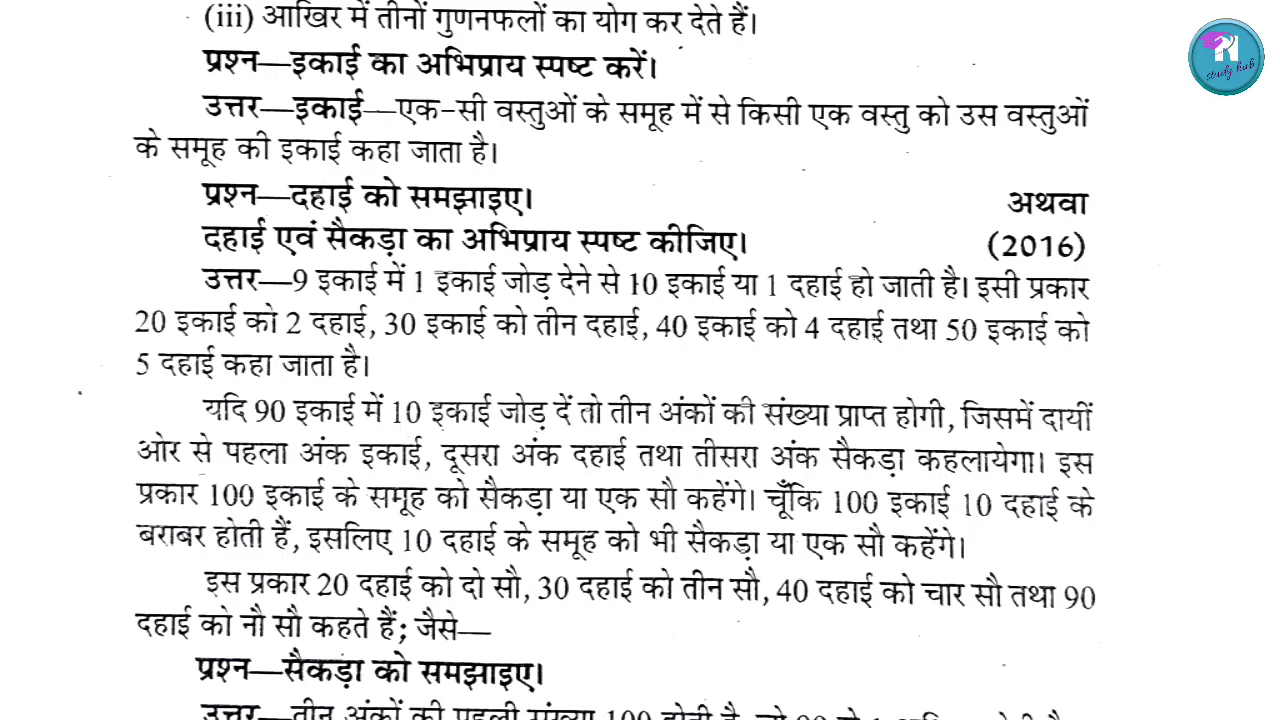 (iii) आखिर में तीनों गुणनफलों का योग कर देते हैं।
प्रश्न—इकाई का अभिप्राय स्पष्ट करें।
उत्तर—इकाई—एक-सी वस्तुओं के समूह में से किसी एक वस्तु को उस वस्तुओं
के समूह की इकाई कहा जाता है।
प्रश्न—दहाई को समझाइए। अथवा
दहाई एवं सैकड़ा का अभिप्राय स्पष्ट कीजिए। (2016)
उत्तर—9 इकाई में 1 इकाई जोड़ देने से 10 इकाई या 1 दहाई हो जाती है। इसी प्रकार
20 इकाई को 2 दहाई, 30 इकाई को तीन दहाई, 40 इकाई को 4 दहाई तथा 50 इकाई को
5 दहाई कहा जाता है।
यदि 90 इकाई में 10 इकाई जोड़ दें तो तीन अंकों की संख्या प्राप्त होगी, जिसमें दायीं
ओर से पहला अंक इकाई, दूसरा अंक दहाई तथा तीसरा अंक सैकड़ा कहलायेगा। इस
प्रकार 100 इकाई के समूह को सैकड़ा या एक सौ कहेंगे। चूँकि 100 इकाई 10 दहाई के
बराबर होती हैं, इसलिए 10 दहाई के समूह को भी सैकड़ा या एक सौ कहेंगे।
इस प्रकार 20 दहाई को दो सौ, 30 दहाई को तीन सौ, 40 दहाई को चार सौ तथा 90
दहाई को नौ सौ कहते हैं; जैसे—
प्रश्न—सैकड़ा को समझाइए।
उत्तर—तीन अंकों की पहली संख्या 100 होती है
study hub